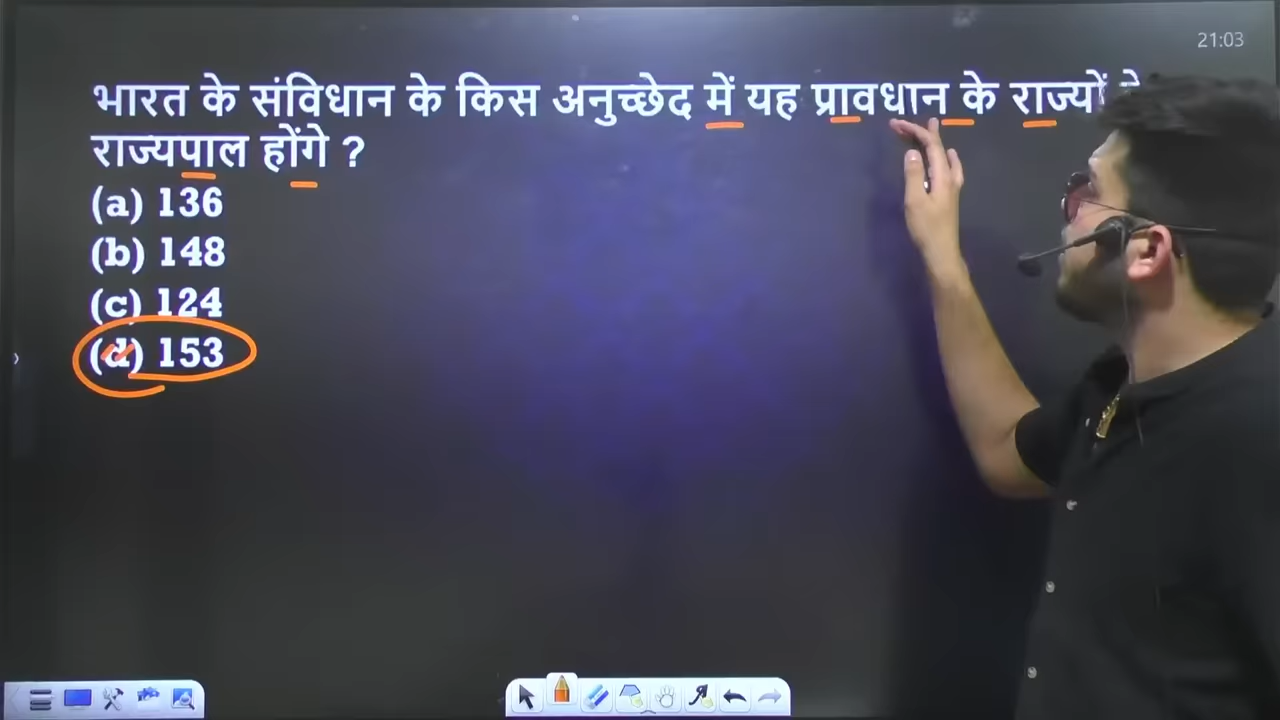 21:03
भारत के संविधान के किस अनुच्छेद में यह प्रावधान के राज्यों
राज्यपाल होंगे ?
(a) 136
(b) 148
(c) 124
(d) 153